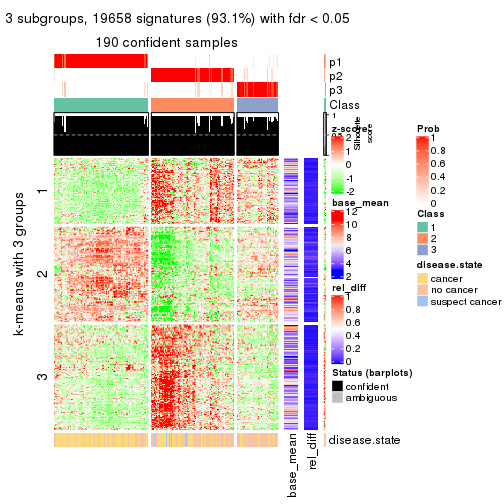 3 subgroups, 19658 signatures (93.1%) with fdr < 0.05
190 confident samples
p1
p2
p3
Class
1
Silhouette
score
z-score
2
1
0
-1
-2
base_mean
12
10
8
6
4
2
rel_diff
1
0.8
0.6
0.4
0.2
0
Status (barplots)
confident
ambiguous
Prob
1
0.8
0.6
0.4
0.2
0
Class
1
2
3
disease.state
cancer
no cancer
suspect cancer
k-means with 3 groups
1
2
3
disease.state
base_mean
rel_diff